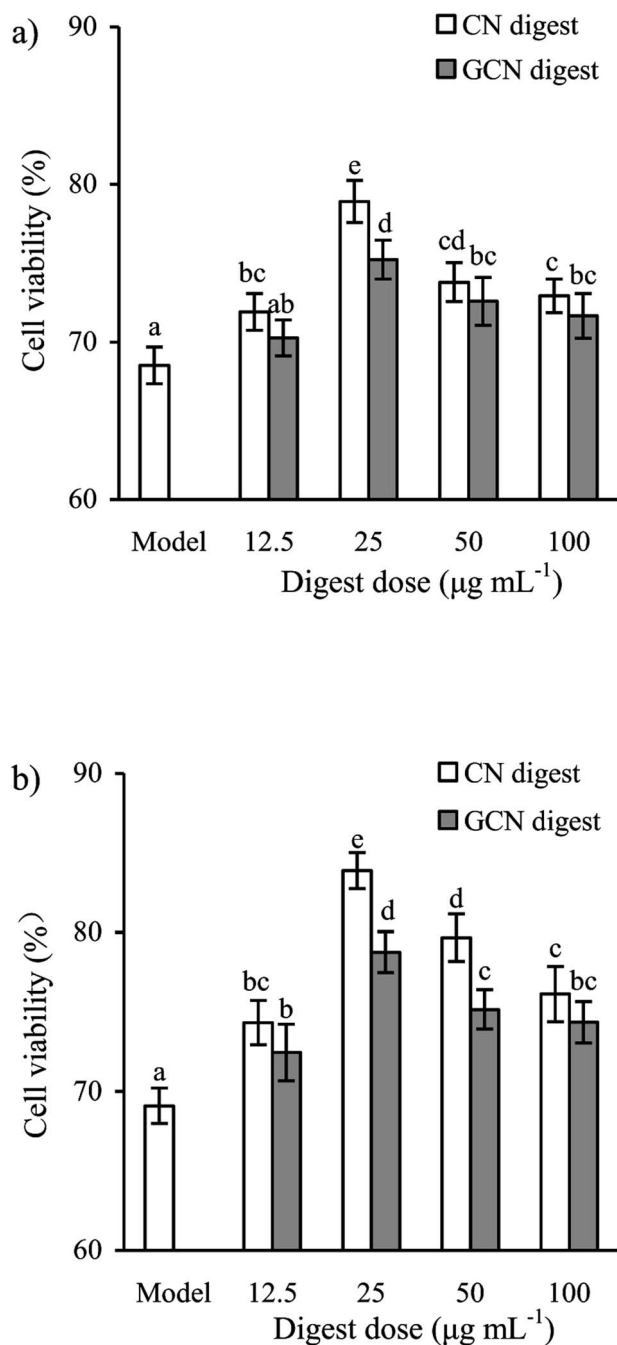 a)
90
CN digest
GCN digest
80
70
60
Cell viability (%)
a
bc
ab
e
d
cd
bc
c
bc
Model 12.5 25 50 100
Digest dose (μg mL⁻¹)
b)
90
CN digest
GCN digest
80
70
60
Cell viability (%)
a
bc
b
e
d
d
c
c
bc
Model 12.5 25 50 100
Digest dose (μg mL⁻¹)